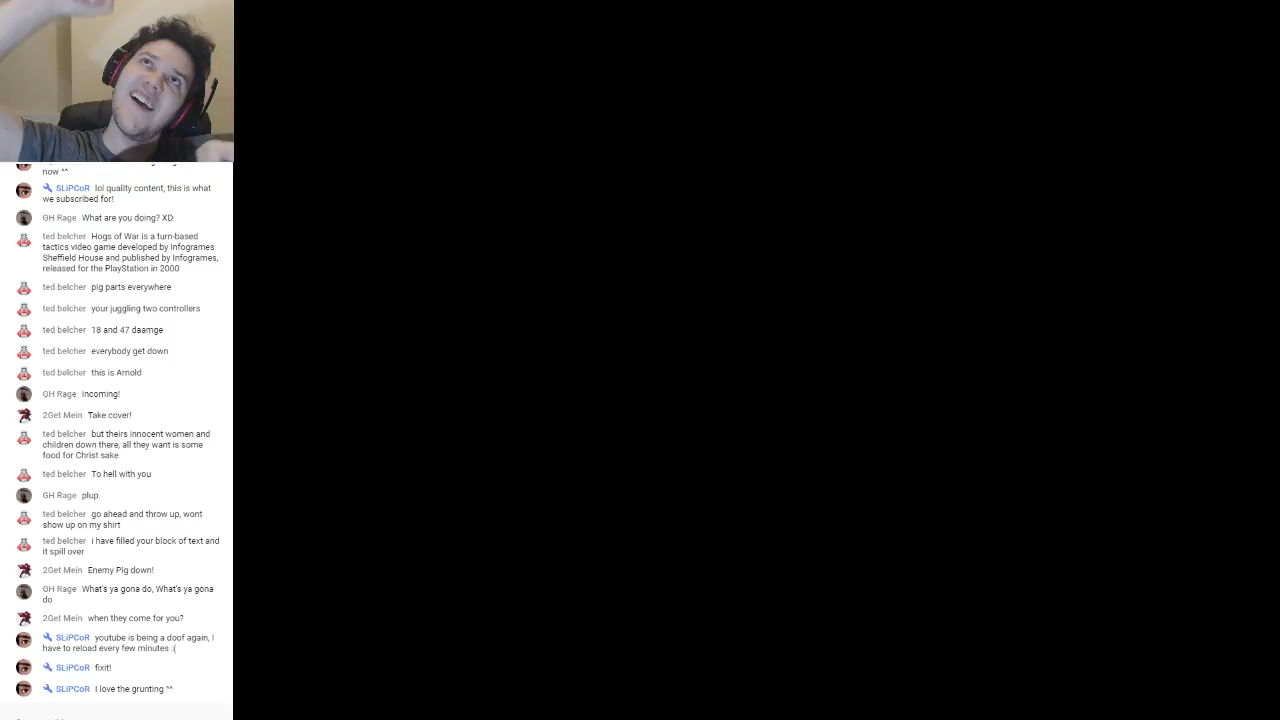 now ^^
SLiPCoR lol quality content, this is what
we subscribed for!
GH Rage What are you doing? XD
ted belcher Hogs of War is a turn-based
tactics video game developed by Infogrames
Sheffield House and published by Infogrames,
released for the PlayStation in 2000
ted belcher pig parts everywhere
ted belcher your juggling two controllers
ted belcher 18 and 47 daamge
ted belcher everybody get down
ted belcher this is Arnold
GH Rage Incoming!
2Get Mein Take cover!
ted belcher but theirs innocent women and
children down there, all they want is some
food for Christ sake
ted belcher To hell with you
GH Rage plup.
ted belcher go ahead and throw up, wont
show up on my shirt
ted belcher i have filled your block of text and
it spill over
2Get Mein Enemy Pig down!
GH Rage What's ya gona do, What's ya gona
do
2Get Mein when they come for you?
SLiPCoR youtube is being a doof again, I
have to reload every few minutes :(
SLiPCoR fixit!
SLiPCoR I love the grunting ^^